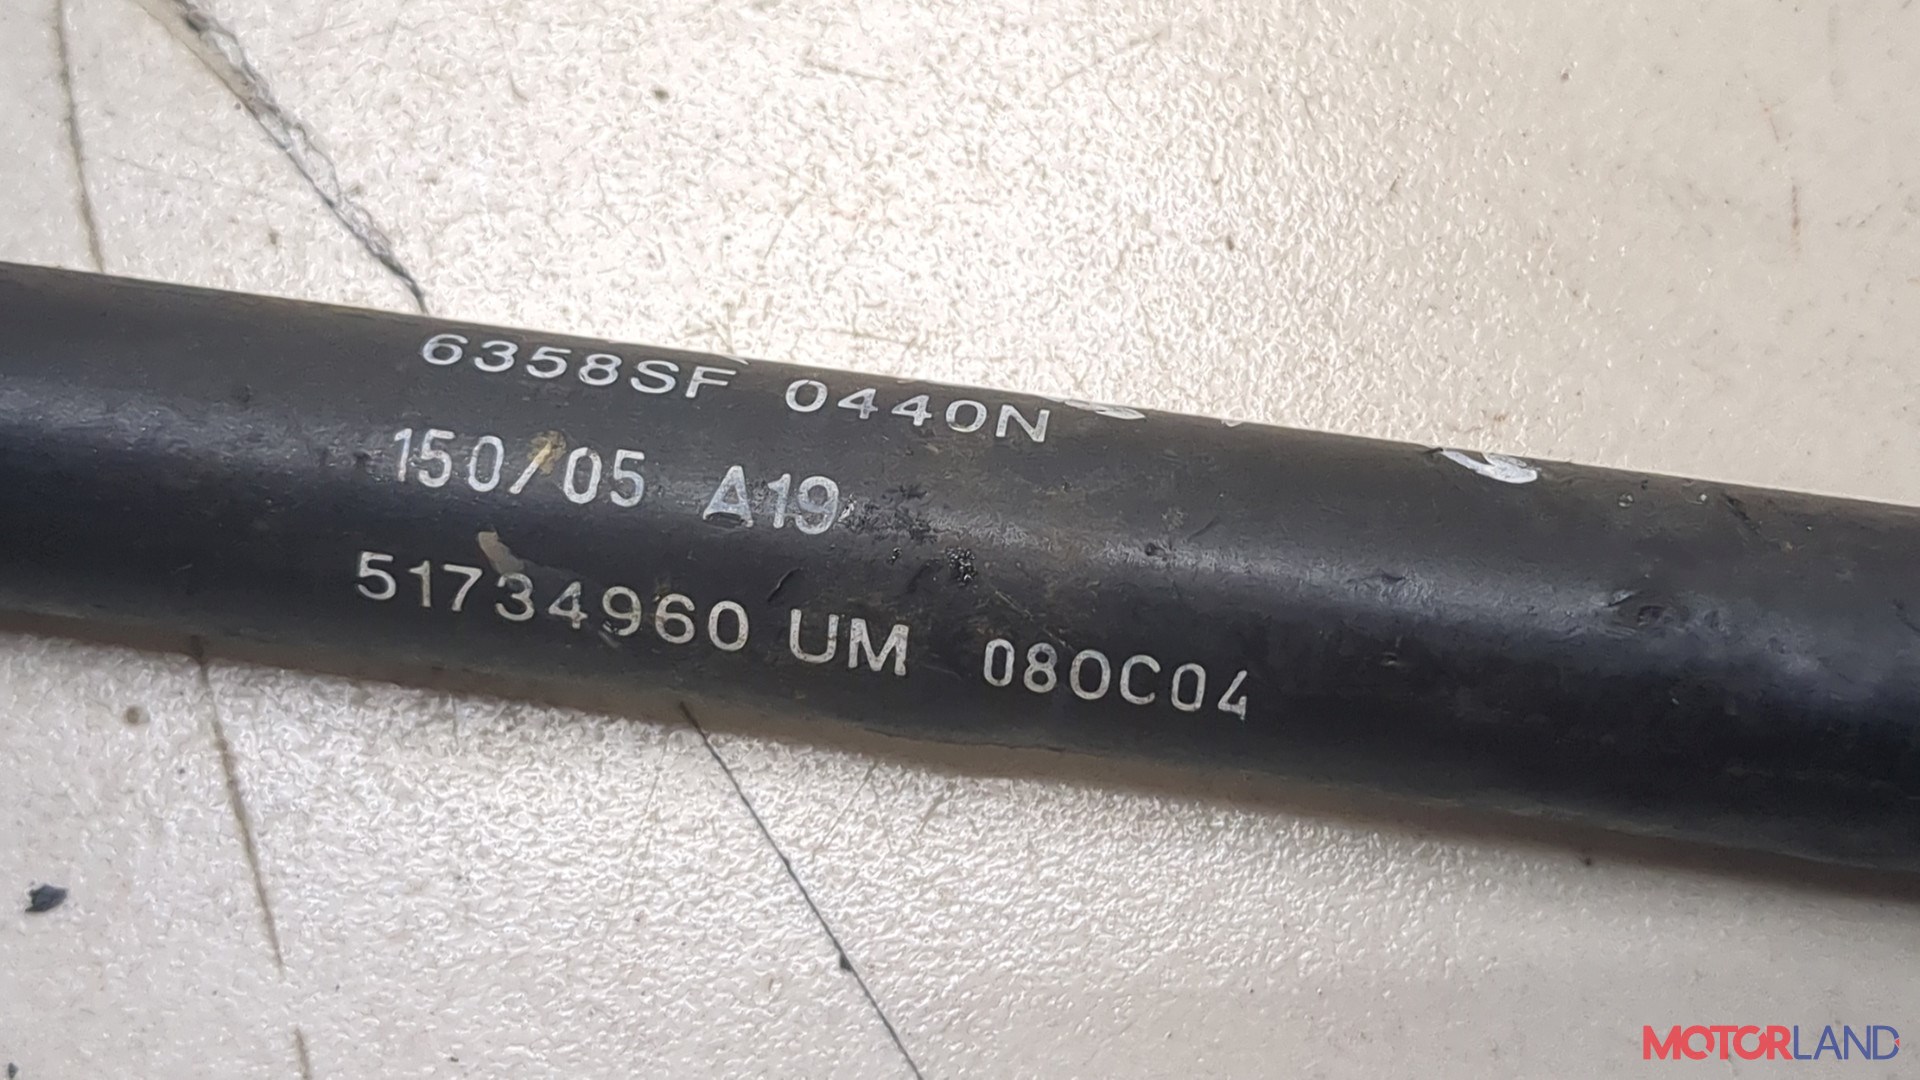 6358SF 0440N
150/05 A19
51734960 UM 080C04
MOTORLAND